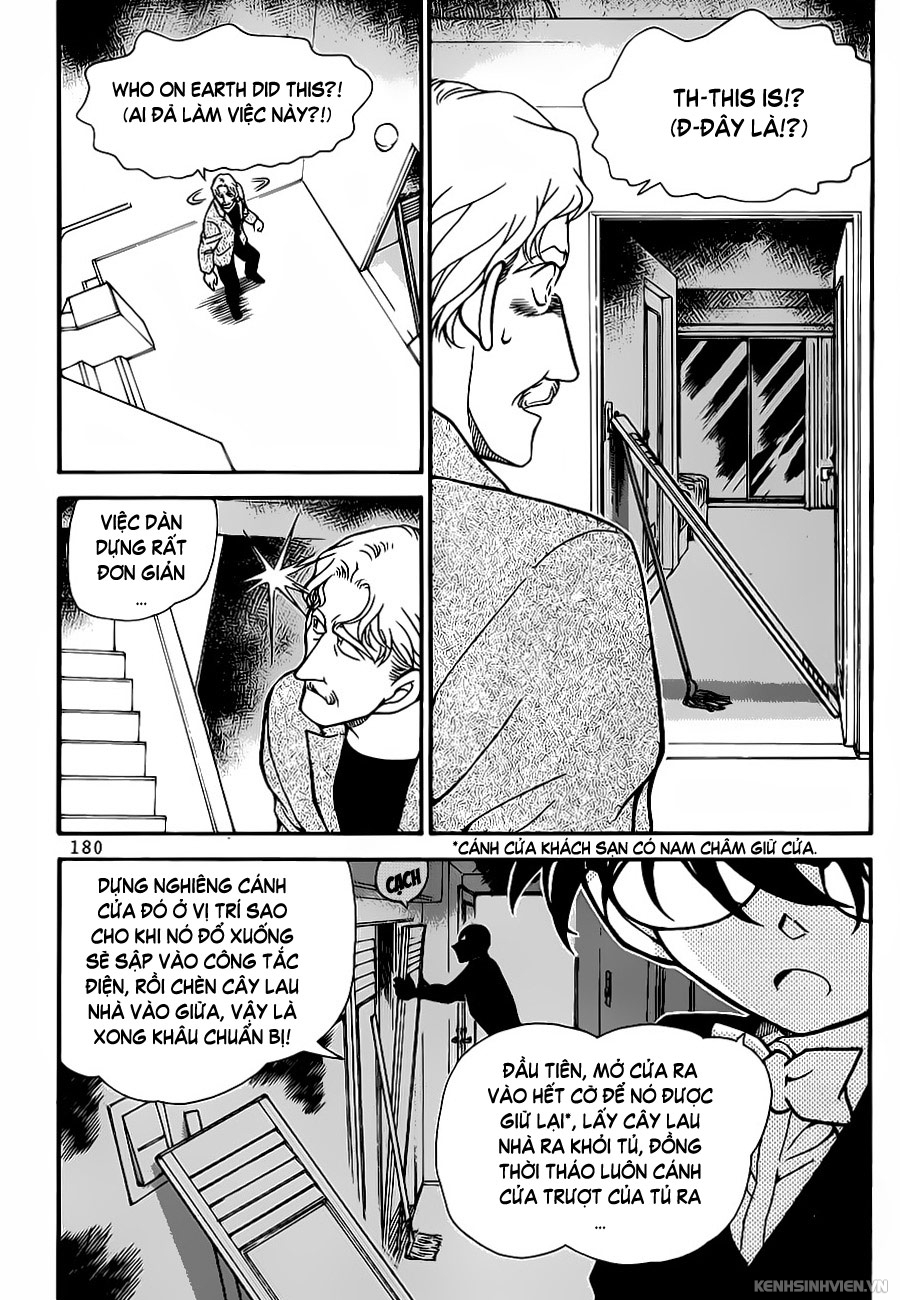 WHO ON EARTH DID THIS?!
(AI ĐÃ LÀM VIỆC NÀY?!)
TH-THIS IS!?
(Đ-ĐÂY LÀ!?)
VIỆC DÀN
DỰNG RẤT
ĐƠN GIẢN
...
180
*CÁNH CỬA KHÁCH SẠN CÓ NAM CHÂM GIỮ CỬA.
DỰNG NGHIÊNG CÁNH
CỬA ĐÓ Ở VỊ TRÍ SAO
CHO KHI NÓ ĐỔ XUỐNG
SẼ SẬP VÀO CÔNG TẮC
ĐIỆN, RỒI CHÈN CÂY LAU
NHÀ VÀO GIỮA, VẬY LÀ
XONG KHÂU CHUẨN BỊ!
CẠCH
ĐẦU TIÊN, MỞ CỬA RA
VÀO HẾT CỠ ĐỂ NÓ ĐƯỢC
GIỮ LẠI*, LẤY CÂY LAU
NHÀ RA KHỎI TỦ, ĐỒNG
THỜI THÁO LUÔN CÁNH
CỬA TRƯỢT CỦA TỦ RA
...
KENHSINHVIEN.VN